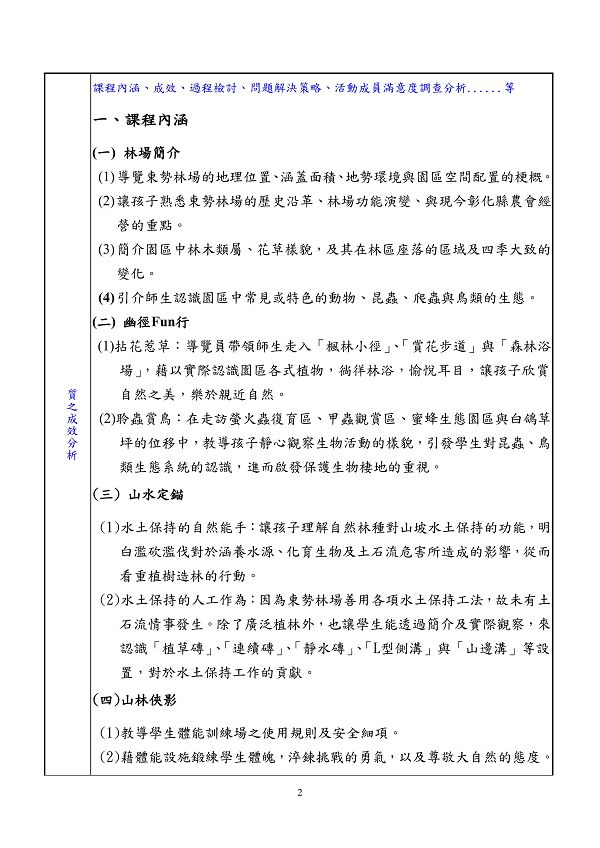 課程內涵、成效、過程檢討、問題解決策略、活動成員滿意度調查分析......等
一、課程內涵
(一) 林場簡介
(1)導覽東勢林場的地理位置、涵蓋面積、地勢環境與園區空間配置的梗概。
(2)讓孩子熟悉東勢林場的歷史沿革、林場功能演變、與現今彰化縣農會經
營的重點。
(3)簡介園區中林木類屬、花草樣貌，及其在林區座落的區域及四季大致的
變化。
(4)引介師生認識園區中常見或特色的動物、昆蟲、爬蟲與鳥類的生態。
(二) 幽徑Fun行
(1)拈花惹草：導覽員帶領師生走入「楓林小徑」、「賞花步道」與「森林浴
場」，藉以實際認識園區各式植物，徜徉林浴，愉悅耳目，讓孩子欣賞
自然之美，樂於親近自然。
(2)聆蟲賞鳥：在走訪螢火蟲復育區、甲蟲觀賞區、蜜蜂生態園區與白鴿草
坪的位移中，教導孩子靜心觀察生物活動的樣貌，引發學生對昆蟲、鳥
類生態系統的認識，進而啟發保護生物棲地的重視。
質之成效分析
(三) 山水定錨
(1)水土保持的自然能手：讓孩子理解自然林種對山坡水土保持的功能，明
白濫砍濫伐對於涵養水源、化育生物及土石流危害所造成的影響，從而
看重植樹造林的行動。
(2)水土保持的人工作為：因為東勢林場善用各項水土保持工法，故未有土
石流情事發生。除了廣泛植林外，也讓學生能透過簡介及實際觀察，來
認識「植草磚」、「連續磚」、「靜水磚」、「L型側溝」與「山邊溝」等設
置，對於水土保持工作的貢獻。
(四)山林俠影
(1)教導學生體能訓練場之使用規則及安全細項。
(2)藉體能設施鍛鍊學生體魄，淬鍊挑戰的勇氣，以及尊敬大自然的態度。
2